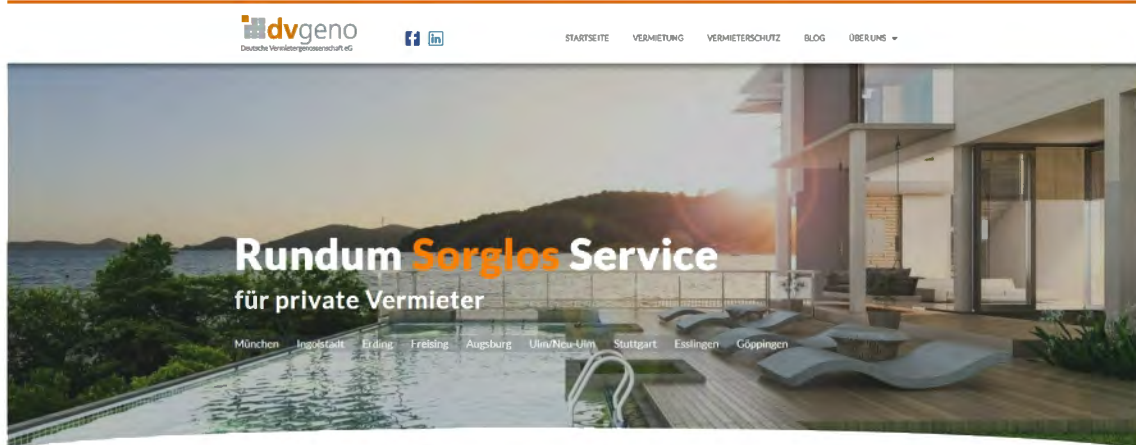 dvgeno
Deutsche Vermietergenossenschaft eG
STARTSEITE VERMIETUNG VERMIETERSCHUTZ BLOG ÜBER UNS
Rundum Sorglos Service
für private Vermieter
München Ingolstadt Erding Freising Augsburg Ulm/Neu-Ulm Stuttgart Esslingen Göppingen